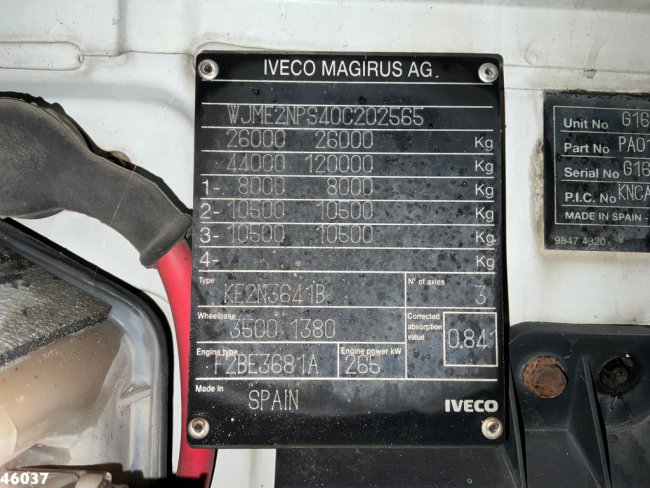 IVECO MAGIRUS AG
WJME2NPS40C202565
26000 26000 Kg
44000 120000 Kg
1- 8000 8000 Kg
2- 10500 10500 Kg
3- 10500 10500 Kg
4- Kg
Type KE2N3641B N° of axles 3
Wheelbase 3500 1380 Corrected absorption value 0.841
Engine type F2BE3681A Engine power kW 265
Made in SPAIN
IVECO
Unit No G16
Part No PA01
Serial No G16
P.I.C. No KNCA
MADE IN SPAIN -
9847 4020
46037